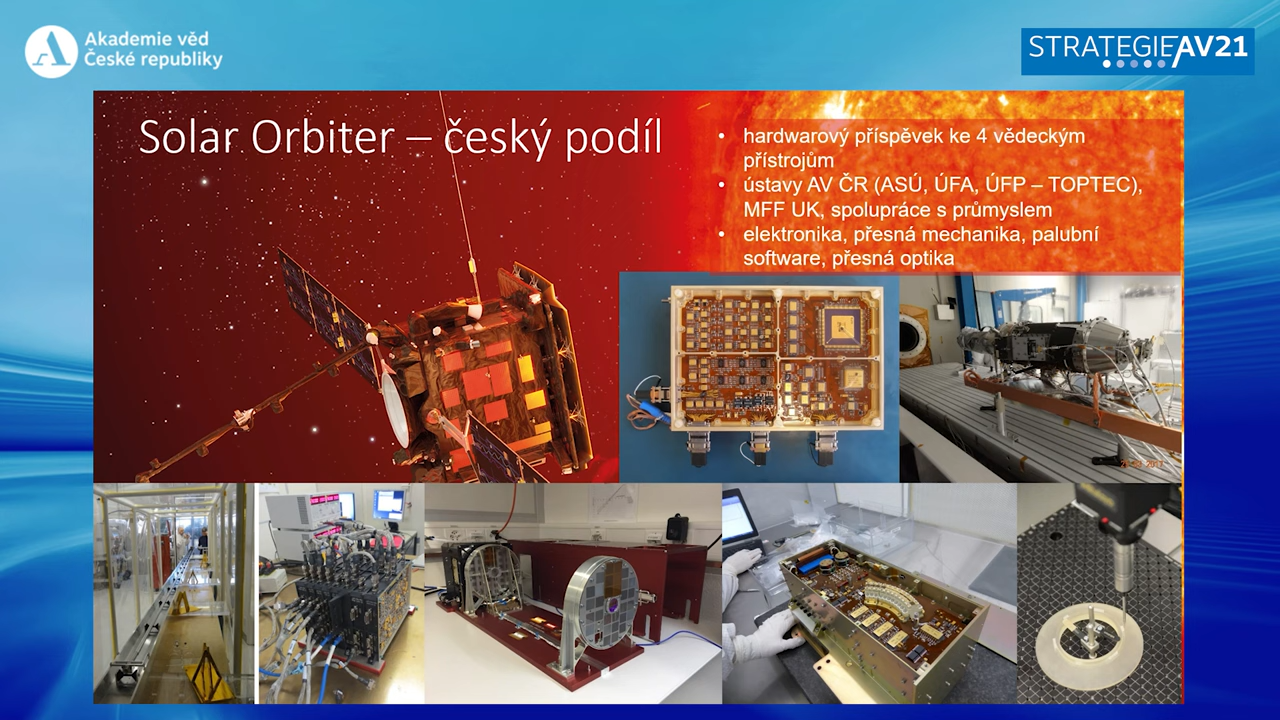 Akademie věd
České republiky
STRATEGIE AV21
Solar Orbiter – český podíl
• hardwarový příspěvek ke 4 vědeckým
přístrojům
• ústavy AV ČR (ASÚ, ÚFA, ÚFP – TOPTEC),
MFF UK, spolupráce s průmyslem
• elektronika, přesná mechanika, palubní
software, přesná optika